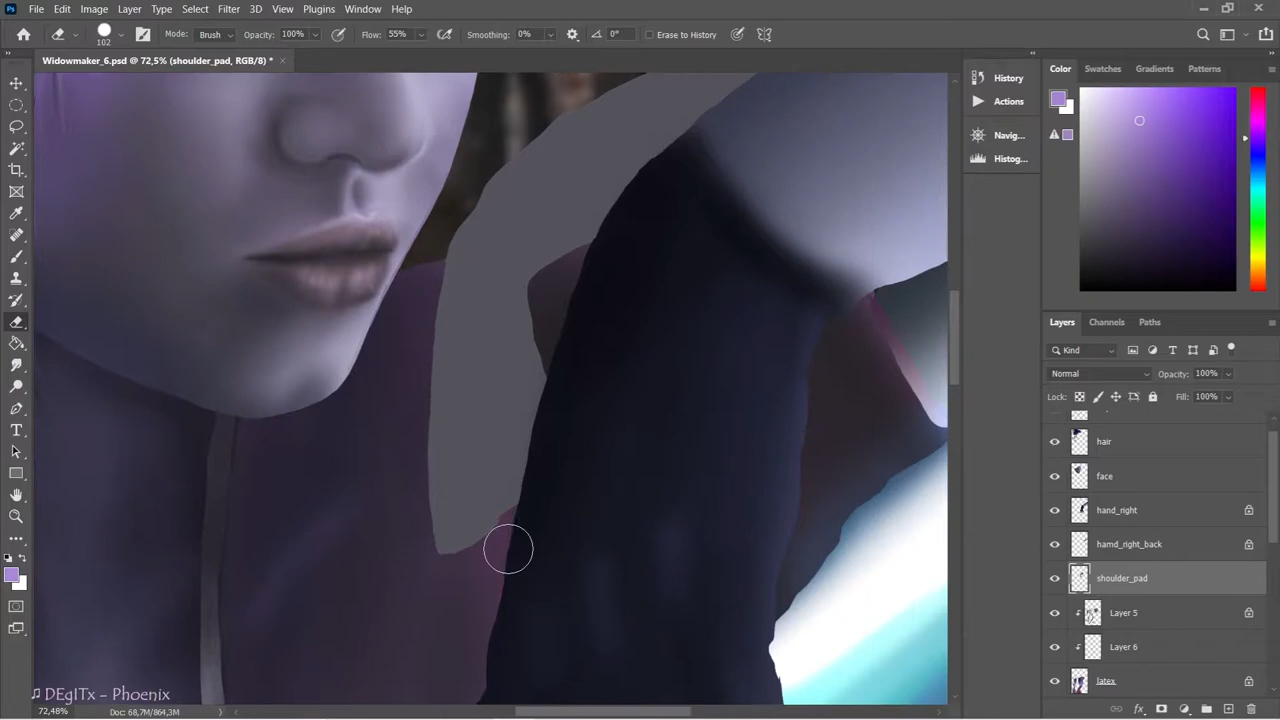 Ps File Edit Image Layer Type Select Filter 3D View Plugins Window Help
102 Mode: Brush Opacity: 100% Flow: 55% Smoothing: 0% 0° Erase to History
Widowmaker_6.psd @ 72,5% (shoulder_pad, RGB/8) *
History
Actions
Navig...
Histog...
Color Swatches Gradients Patterns
Layers Channels Paths
Kind
Normal Opacity: 100%
Lock: Fill: 100%
hair
face
hand_right
hamd_right_back
shoulder_pad
Layer 5
Layer 6
latex
♫ DEgITx - Phoenix
72,48% Doc: 68,7M/864,3M